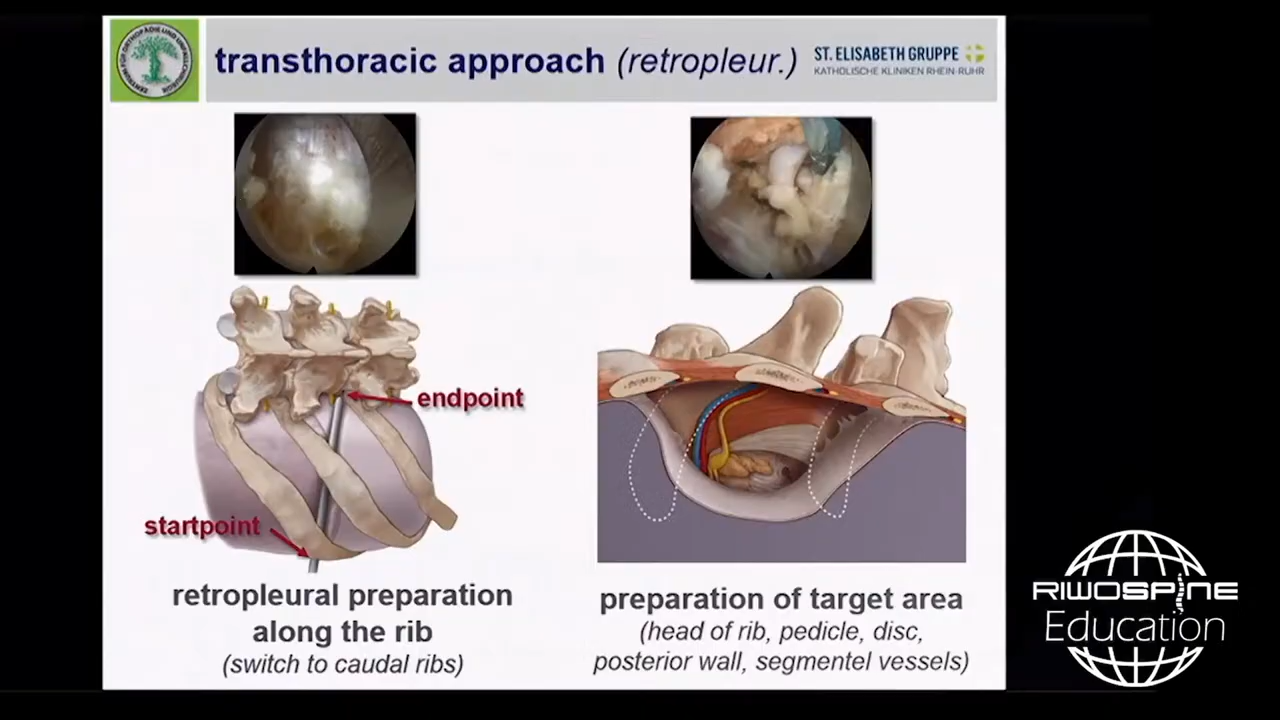 transthoracic approach (retropleur.)
ST. ELISABETH GRUPPE
KATHOLISCHE KLINIKEN RHEIN-RUHR
endpoint
startpoint
retropleural preparation
along the rib
(switch to caudal ribs)
preparation of target area
(head of rib, pedicle, disc,
posterior wall, segmentel vessels)
RIWOSPINE
Education